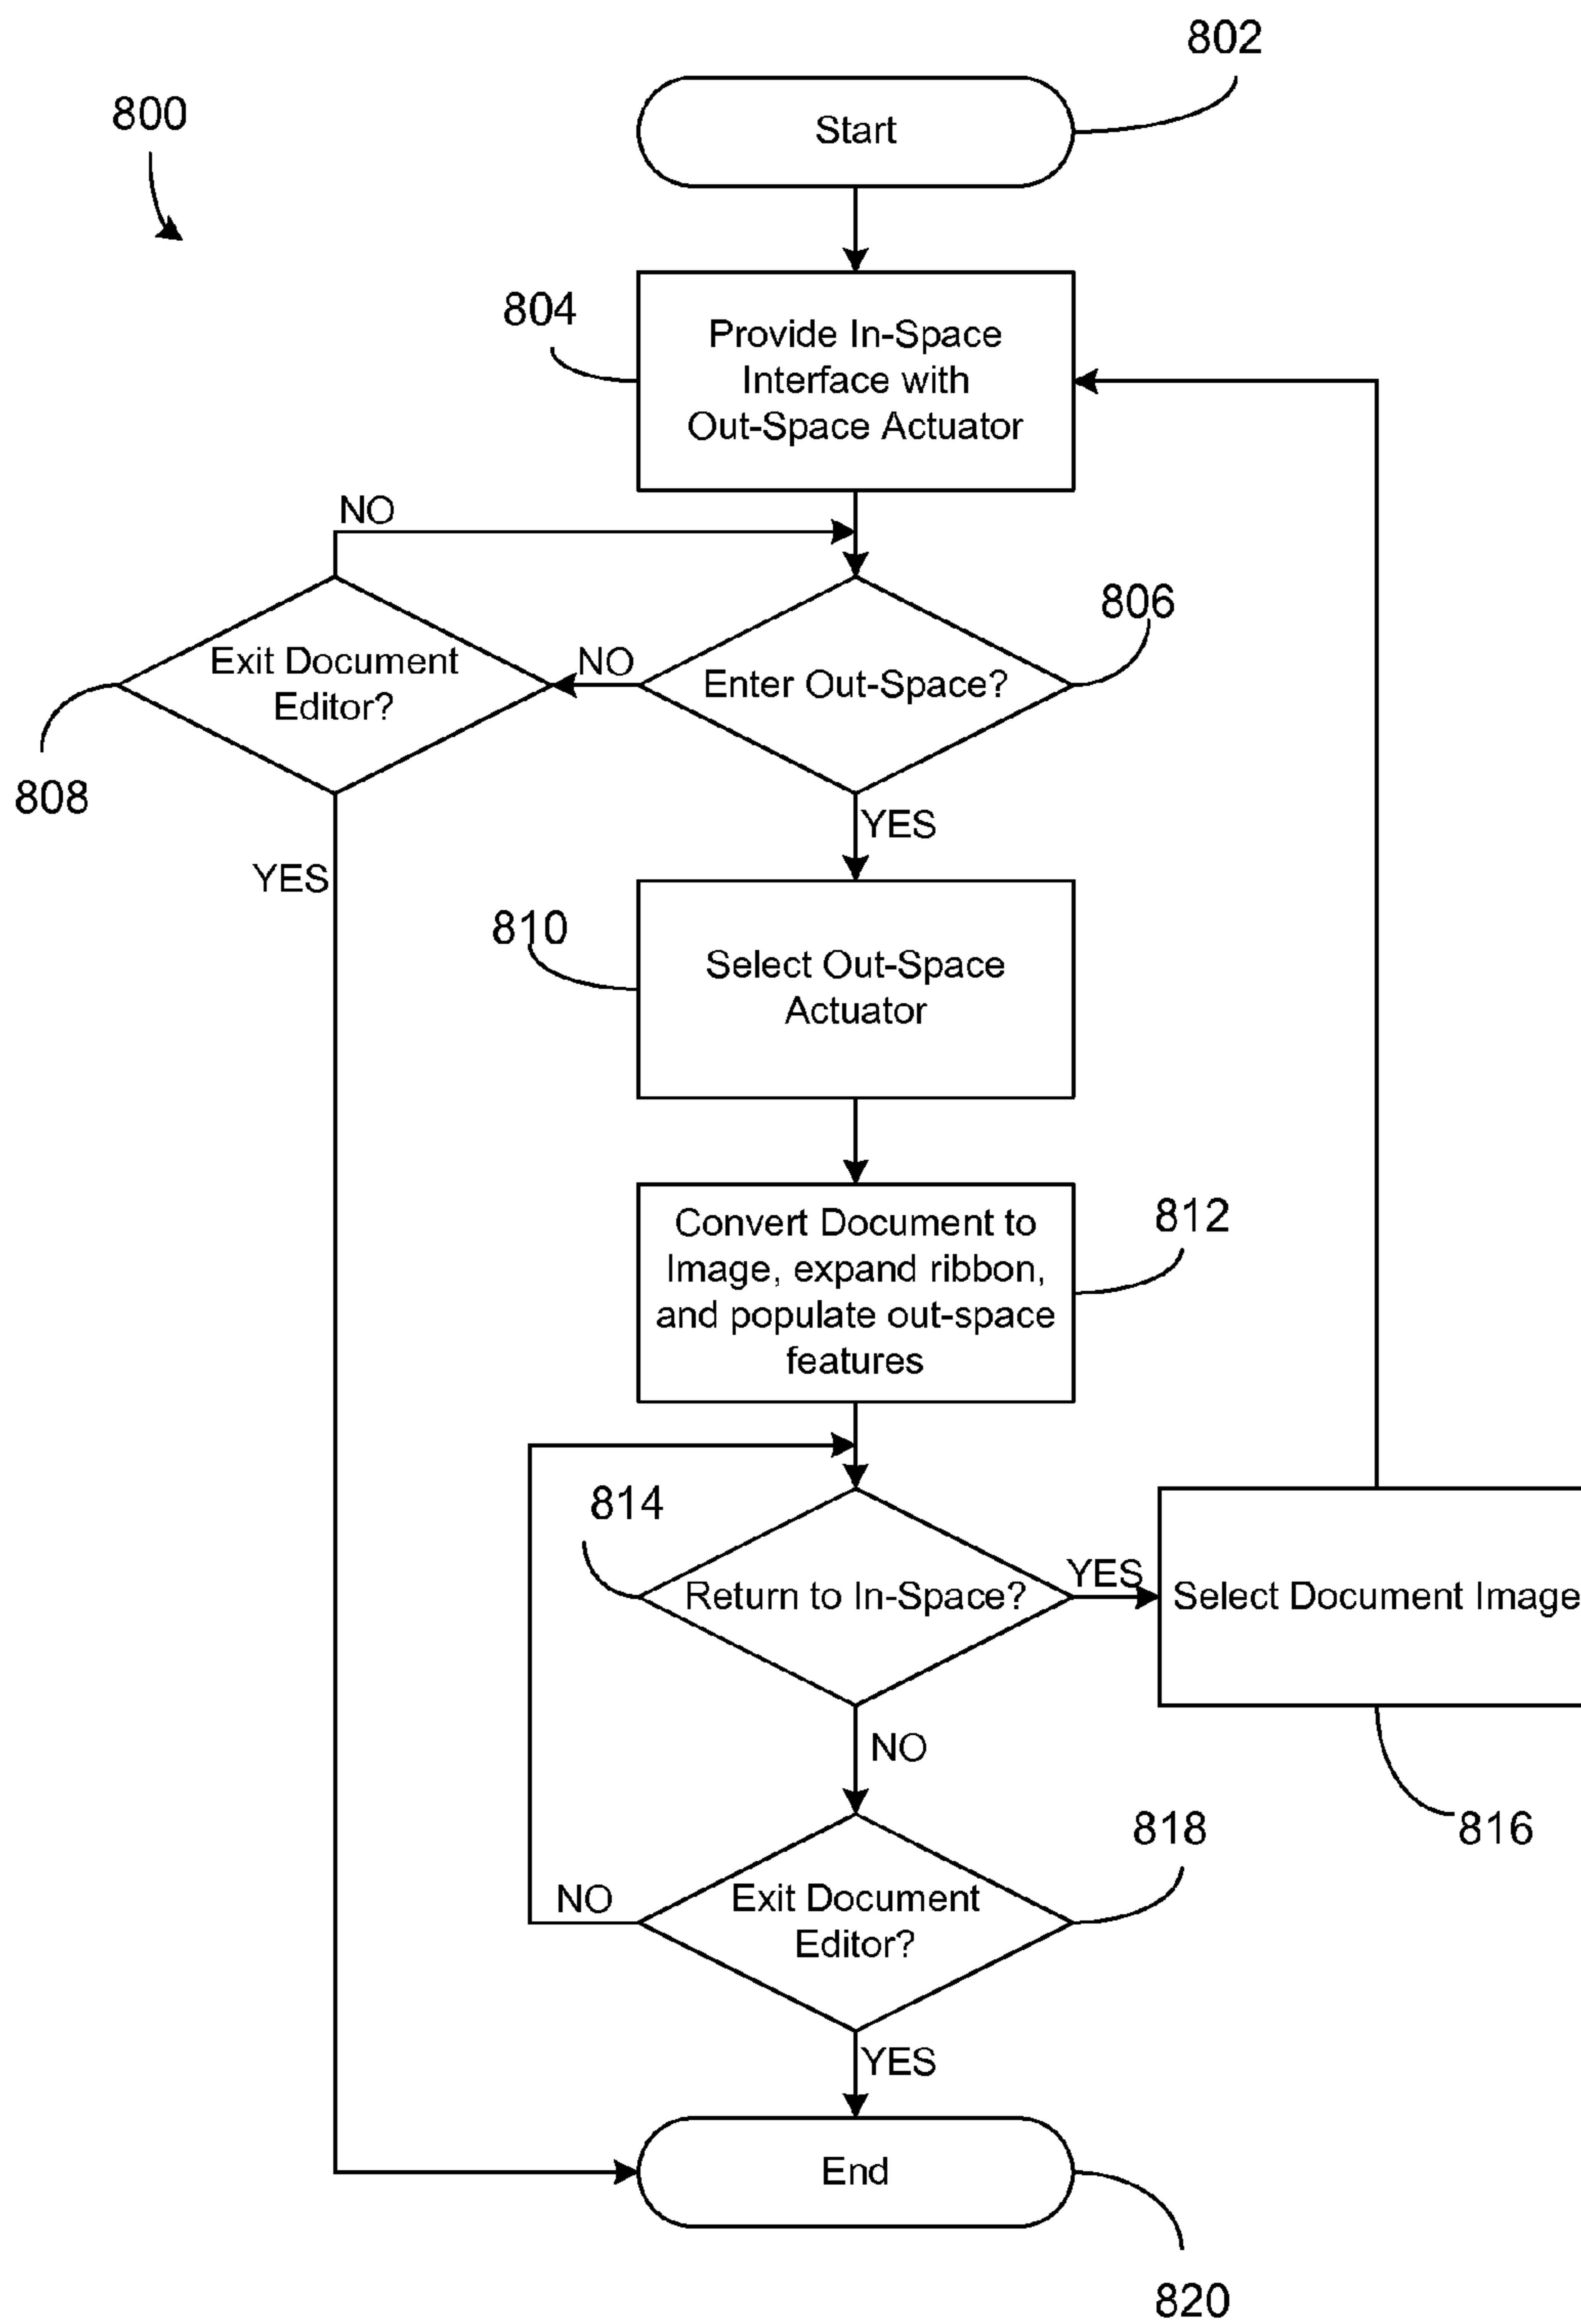 802
800
Start
804
Provide In-Space
Interface with
Out-Space Actuator
NO
806
Exit Document
Editor?
NO
Enter Out-Space?
808
YES
YES
810
Select Out-Space
Actuator
812
Convert Document to
Image, expand ribbon,
and populate out-space
features
814
YES
Return to In-Space?
Select Document Image
NO
816
818
NO
Exit Document
Editor?
YES
End
820